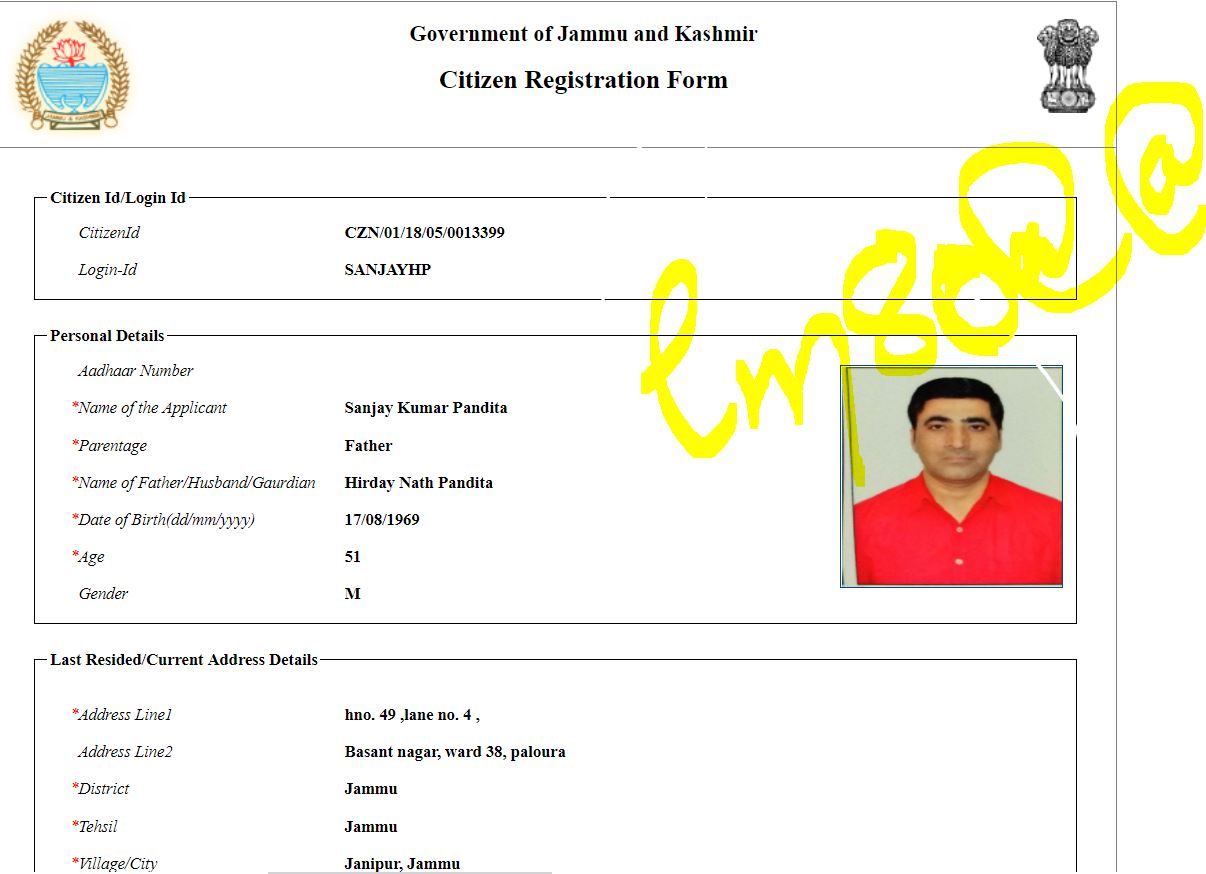 Government of Jammu and Kashmir
Citizen Registration Form
JAMMU & KASHMIR
Citizen Id/Login Id
CitizenId CZN/01/18/05/0013399
Login-Id SANJAYHP
Personal Details
Aadhaar Number
*Name of the Applicant Sanjay Kumar Pandita
*Parentage Father
*Name of Father/Husband/Gaurdian Hirday Nath Pandita
*Date of Birth(dd/mm/yyyy) 17/08/1969
*Age 51
Gender M
Last Resided/Current Address Details
*Address Line1 hno. 49 ,lane no. 4 ,
Address Line2 Basant nagar, ward 38, paloura
*District Jammu
*Tehsil Jammu
*Village/City Janipur, Jammu